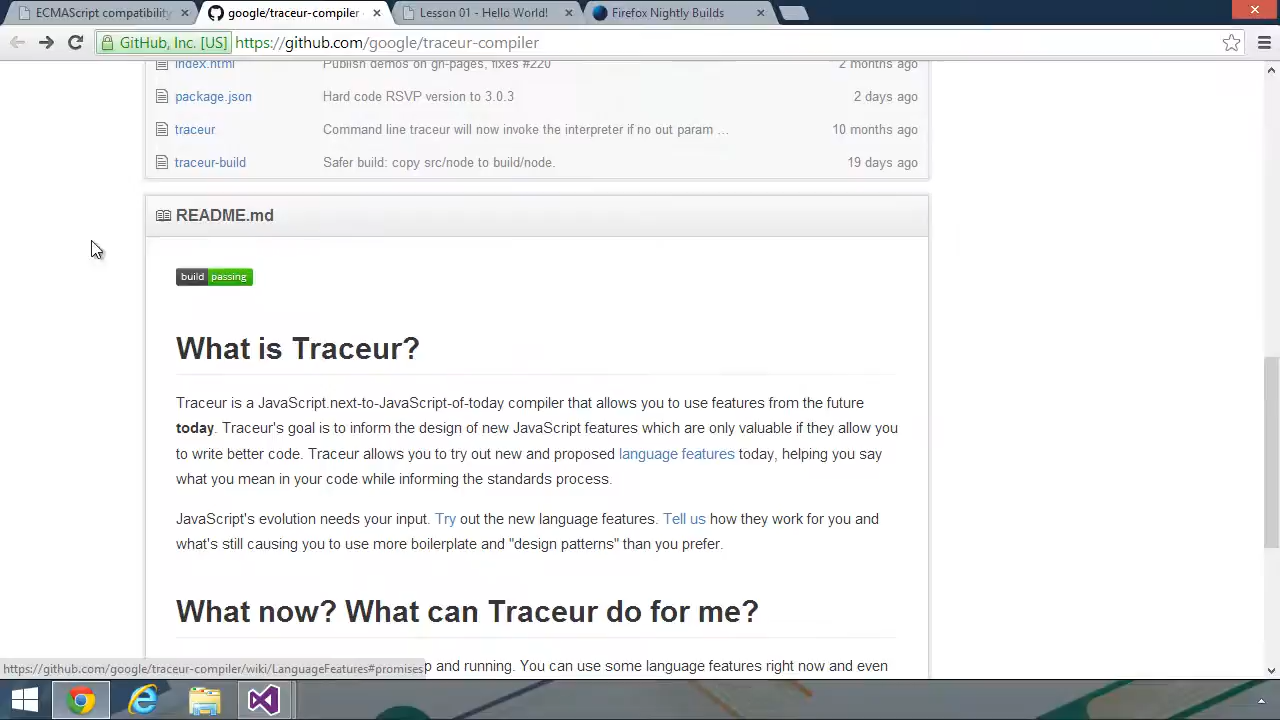 ECMAScript compatibility
google/traceur-compiler
Lesson 01 - Hello World!
Firefox Nightly Builds
GitHub, Inc. [US] https://github.com/google/traceur-compiler
index.html Publish demos on gh-pages, fixes #220 2 months ago
package.json Hard code RSVP version to 3.0.3 2 days ago
traceur Command line traceur will now invoke the interpreter if no out param … 10 months ago
traceur-build Safer build: copy src/node to build/node. 19 days ago
README.md
build passing
What is Traceur?
Traceur is a JavaScript.next-to-JavaScript-of-today compiler that allows you to use features from the future
today. Traceur's goal is to inform the design of new JavaScript features which are only valuable if they allow you
to write better code. Traceur allows you to try out new and proposed language features today, helping you say
what you mean in your code while informing the standards process.
JavaScript's evolution needs your input. Try out the new language features. Tell us how they work for you and
what's still causing you to use more boilerplate and "design patterns" than you prefer.
What now? What can Traceur do for me?
p and running. You can use some language features right now and even
https://github.com/google/traceur-compiler/wiki/LanguageFeatures#promises